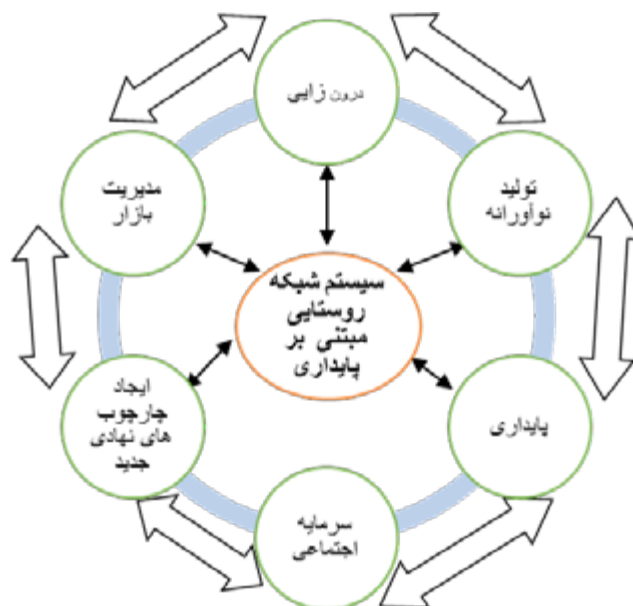 درون زایی
تولید
نوآورانه
پایداری
سرمایه
اجتماعی
ایجاد
چارچوب
های نهادی
جدید
مدیریت
بازار
سیستم شبکه
روستایی
مبتنی بر
پایداری